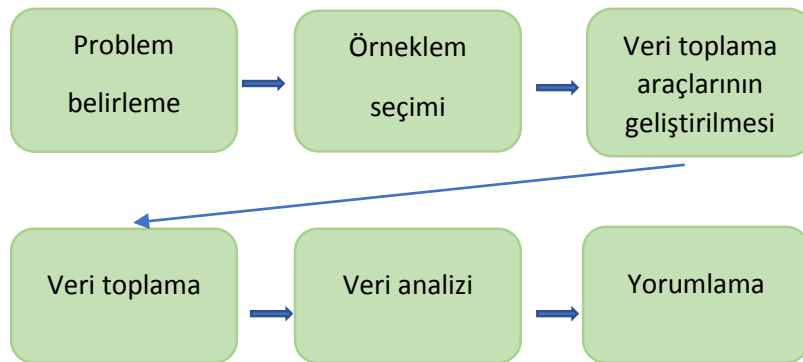 Problem
belirleme
Örneklem
seçimi
Veri toplama
araçlarının
geliştirilmesi
Veri toplama
Veri analizi
Yorumlama